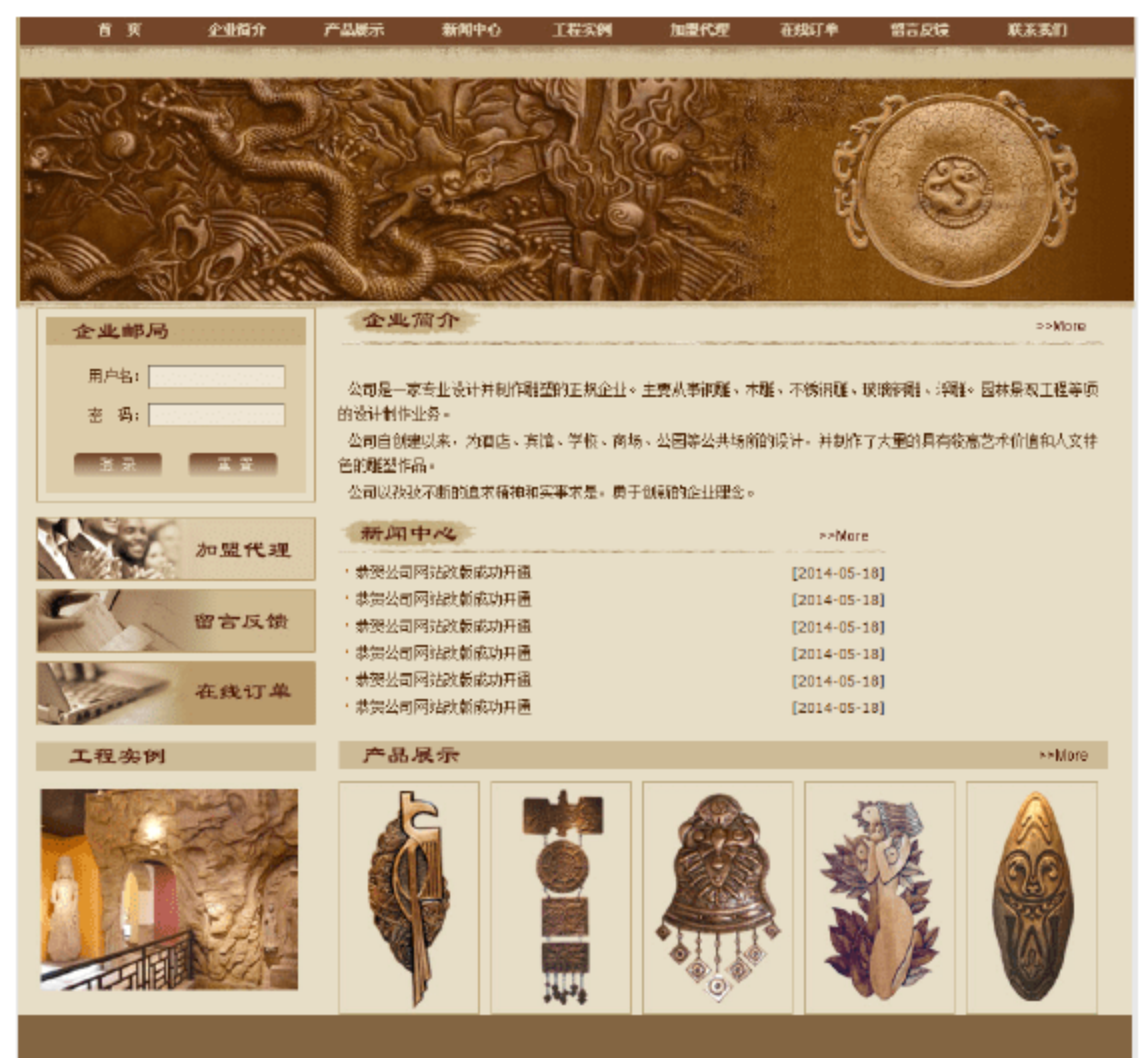 首 页 企业简介 产品展示 新闻中心 工程实例 加盟代理 在线订单 留言反馈 联系我们
企业邮局
用户名：
密 码：
登 录 重 置
加盟代理
留言反馈
在线订单
工程实例
企业简介 >>More
公司是一家专业设计并制作雕塑的正规企业。主要从事铜雕、木雕、不锈钢雕、玻璃钢雕、浮雕。园林景观工程等项
的设计制作业务。
公司自创建以来，为酒店、宾馆、学校、商场、公园等公共场所的设计，并制作了大量的具有较高艺术价值和人文特
色的雕塑作品。
公司以孜孜不断的追求精神和实事求是，勇于创新的企业理念。
新闻中心 >>More
恭贺公司网站改版成功开通 [2014-05-18]
恭贺公司网站改版成功开通 [2014-05-18]
恭贺公司网站改版成功开通 [2014-05-18]
恭贺公司网站改版成功开通 [2014-05-18]
恭贺公司网站改版成功开通 [2014-05-18]
恭贺公司网站改版成功开通 [2014-05-18]
产品展示 >>More